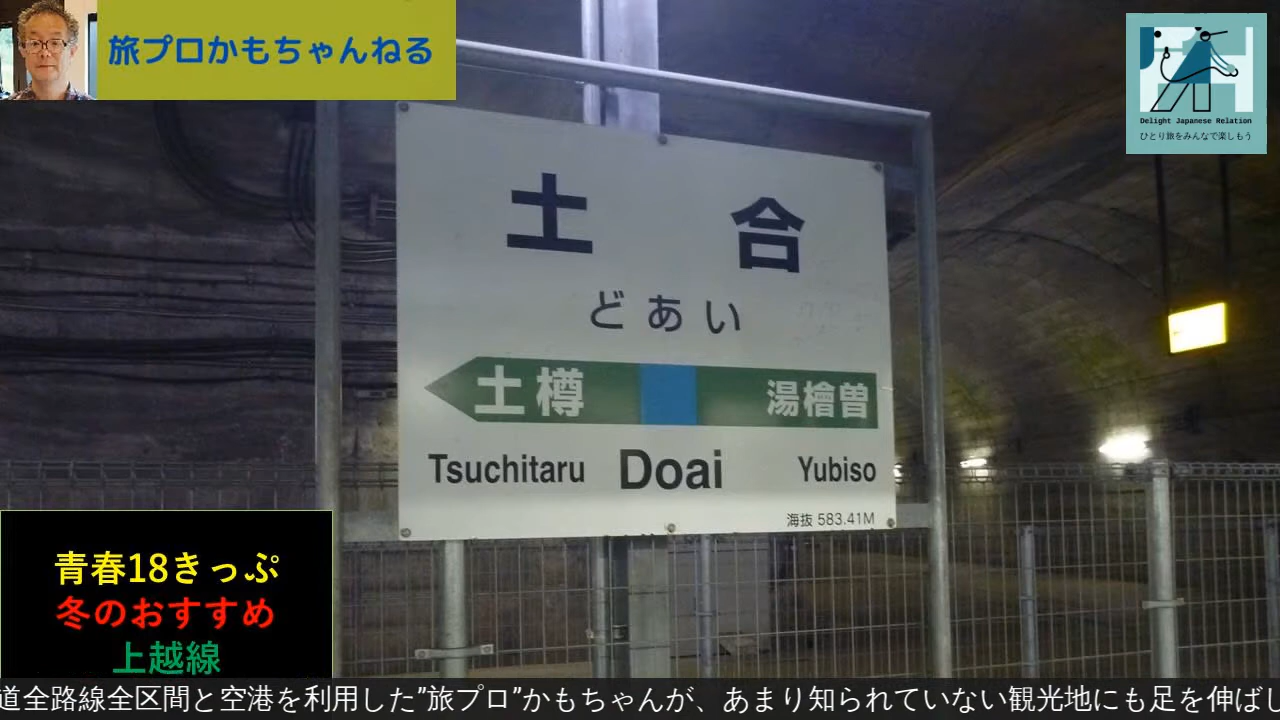 旅プロかもちゃんねる
Delight Japanese Relation
ひとり旅をみんなで楽しもう
土合
どあい
土樽 湯檜曽
Tsuchitaru Doai Yubiso
海抜 583.41M
青春18きっぷ
冬のおすすめ
上越線
道全路線全区間と空港を利用した”旅プロ”かもちゃんが、あまり知られていない観光地にも足を伸ばし